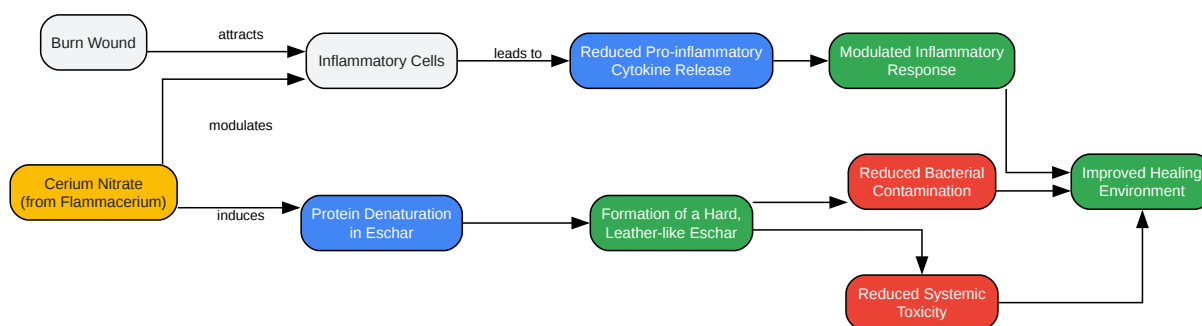 Burn Wound
attracts
Inflammatory Cells
leads to
Reduced Pro-inflammatory
Cytokine Release
Modulated Inflammatory
Response
modulates
Cerium Nitrate
(from Flammacerium)
induces
Protein Denaturation
in Eschar
Formation of a Hard,
Leather-like Eschar
Reduced Bacterial
Contamination
Improved Healing
Environment
Reduced Systemic
Toxicity